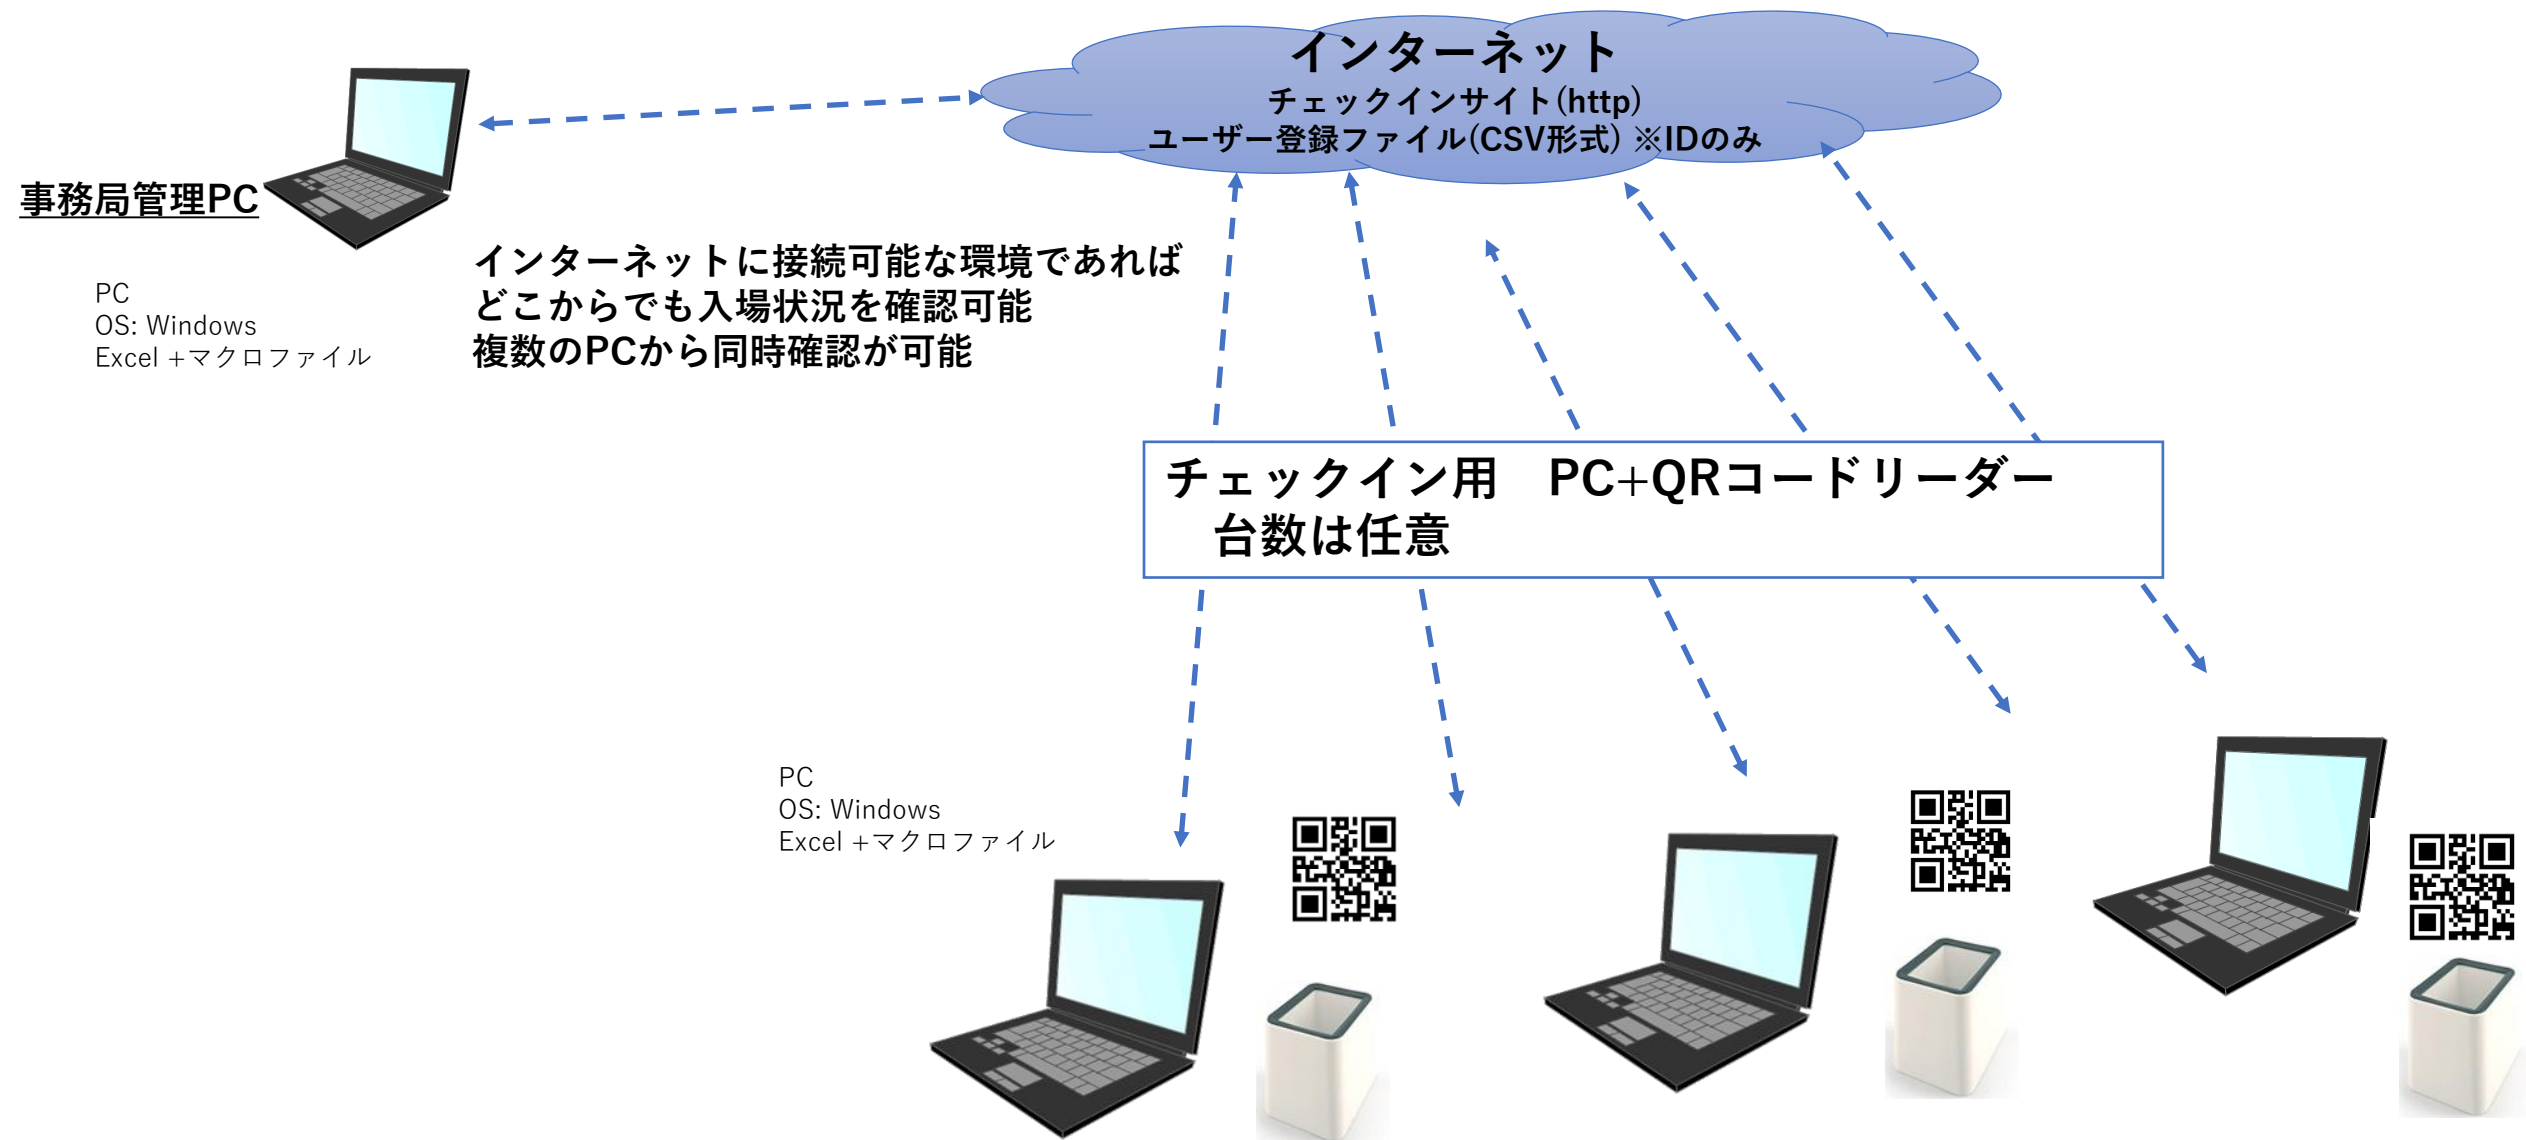 インターネット
チェックインサイト(http)
ユーザー登録ファイル(CSV形式) ※IDのみ
事務局管理PC
インターネットに接続可能な環境であれば
どこからでも入場状況を確認可能
複数のPCから同時確認が可能
PC
OS: Windows
Excel +マクロファイル
チェックイン用　PC+QRコードリーダー
台数は任意
PC
OS: Windows
Excel +マクロファイル